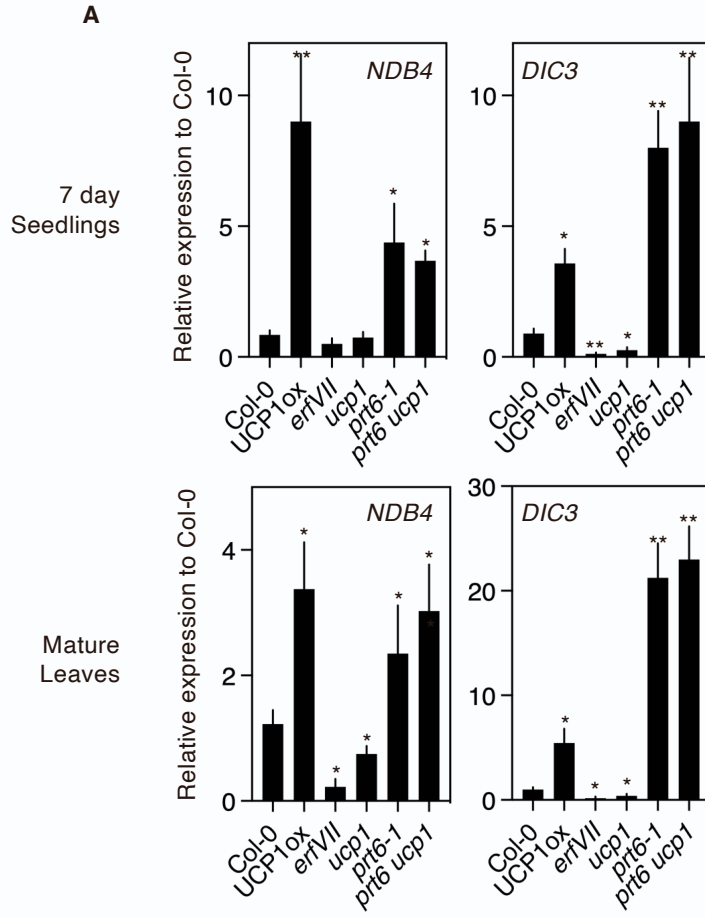 A
7 day
Seedlings
Relative expression to Col-0
NDB4
10
5
0
** * *
Col-0 UCP1ox erfVII ucp1 prt6-1 prt6 ucp1
DIC3
10
5
0
* ** * ** **
Col-0 UCP1ox erfVII ucp1 prt6-1 prt6 ucp1
Mature
Leaves
Relative expression to Col-0
NDB4
4
2
0
* * * * * *
Col-0 UCP1ox erfVII ucp1 prt6-1 prt6 ucp1
DIC3
30
20
10
0
* * * ** **
Col-0 UCP1ox erfVII ucp1 prt6-1 prt6 ucp1